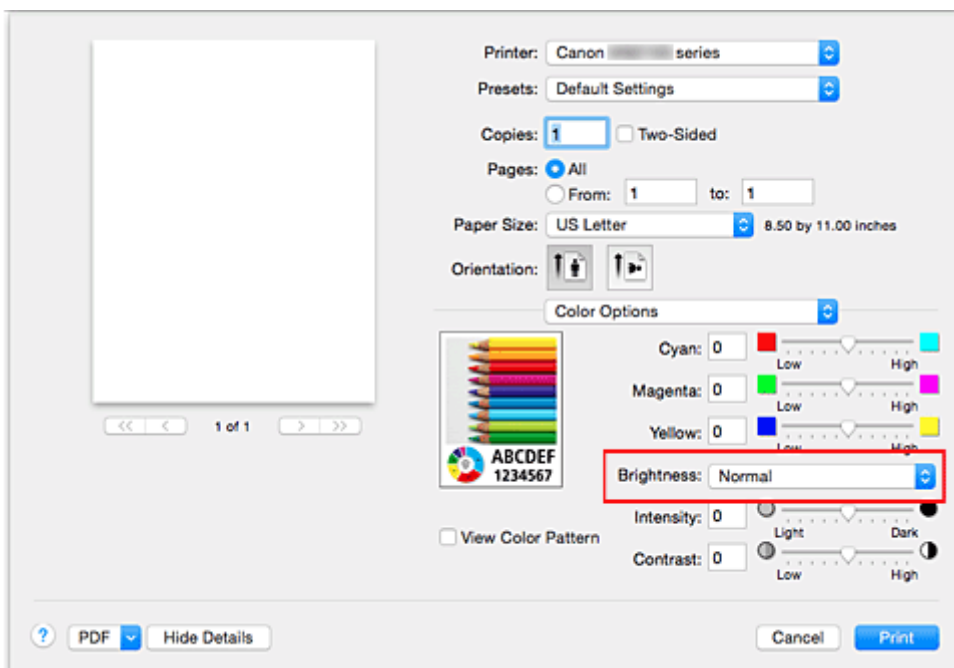 Printer: Canon series
Presets: Default Settings
Copies: 1 Two-Sided
Pages: All
From: 1 to: 1
Paper Size: US Letter 8.50 by 11.00 inches
Orientation:
Color Options
Cyan: 0
Low High
Magenta: 0
Low High
Yellow: 0
Low High
Brightness: Normal
Intensity: 0
Light Dark
Contrast: 0
Low High
ABCDEF
1234567
View Color Pattern
<< < 1 of 1 > >>
? PDF Hide Details Cancel Print